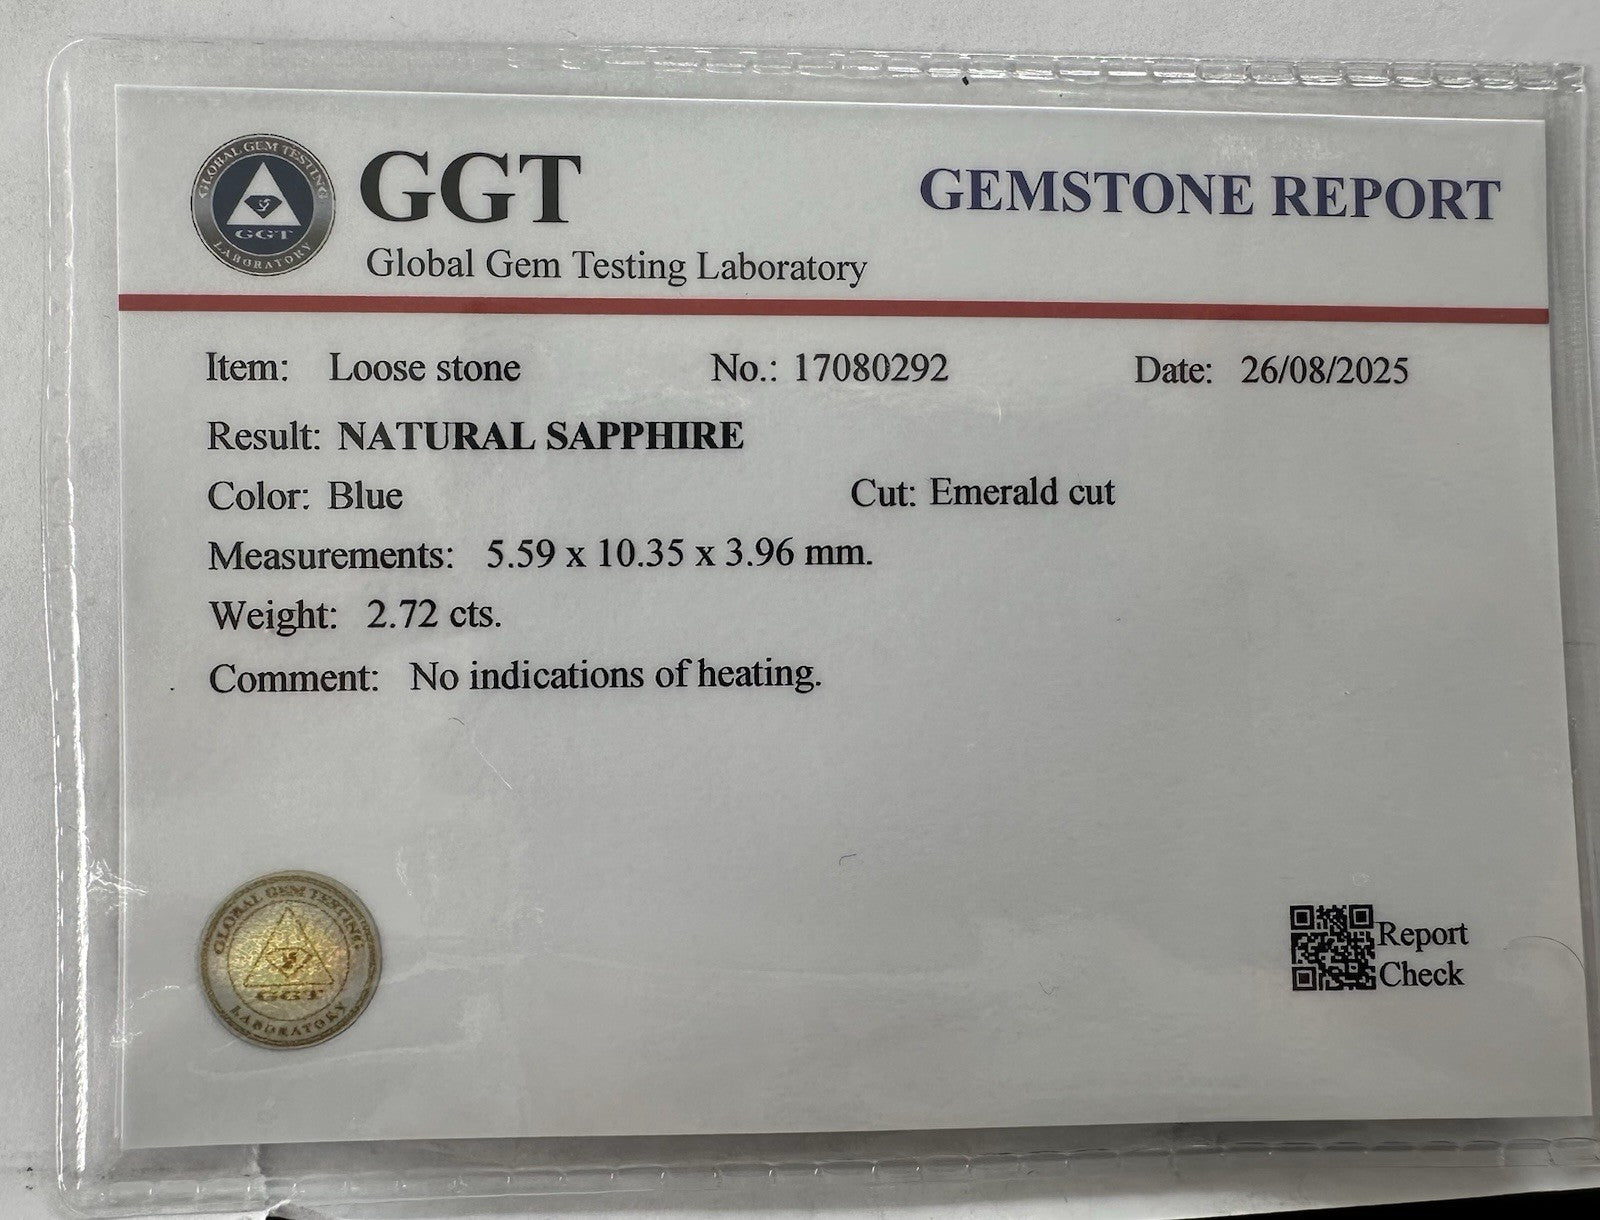 GLOBAL GEM TESTING
GGT
LABORATORY
GGT
Global Gem Testing Laboratory
GEMSTONE REPORT
Item: Loose stone No.: 17080292 Date: 26/08/2025
Result: NATURAL SAPPHIRE
Color: Blue Cut: Emerald cut
Measurements: 5.59 x 10.35 x 3.96 mm.
Weight: 2.72 cts.
Comment: No indications of heating.
GLOBAL GEM TESTING
GGT
LABORATORY
Report
Check